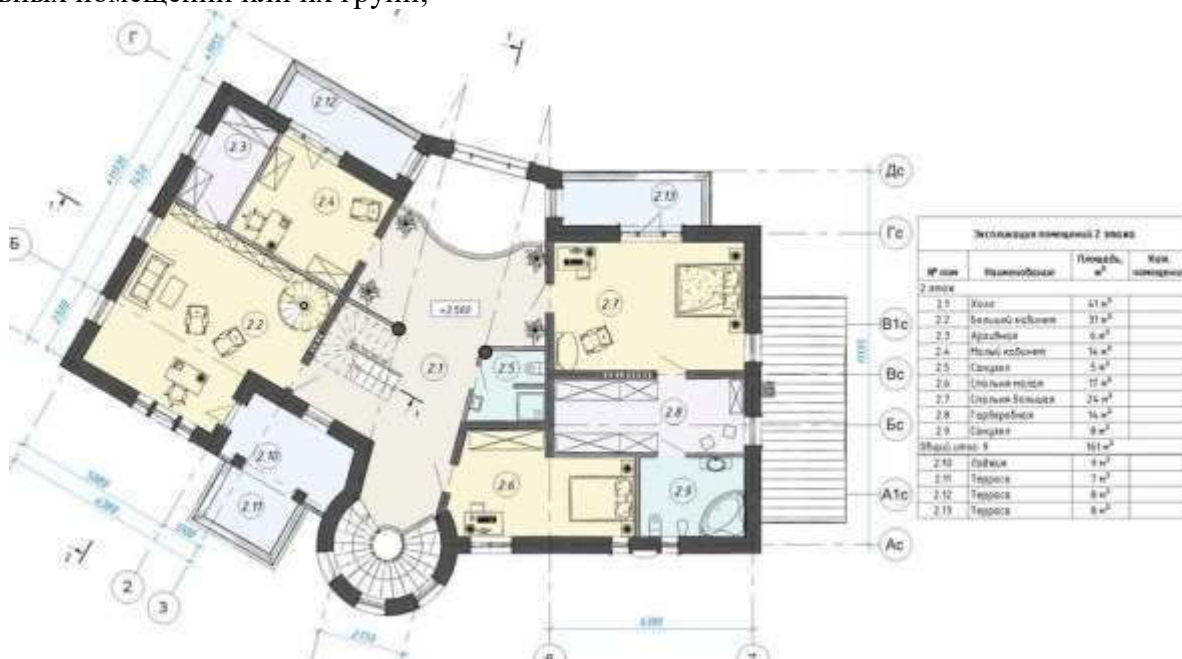 помещений или их групп,
Г
2.12
2.3
2.4
2.13
Дс
Гс
Б
2.2
2.7
В1с
2.1
2.5
Вс
2.8
Бс
2.10
2.6
2.9
2.11
А1с
Ас
2
3
6380
Экспликация помещений 2 этажа
№ пом Наименование Площадь, м² Кат. помещения
2 этаж
2.1 Холл 41 м²
2.2 Большой кабинет 31 м²
2.3 Архивная 6 м²
2.4 Малый кабинет 14 м²
2.5 Санузел 5 м²
2.6 Спальня малая 17 м²
2.7 Спальня большая 24 м²
2.8 Гардеробная 14 м²
2.9 Санузел 8 м²
Общий итог: 9 161 м²
2.10 Лоджия 9 м²
2.11 Терраса 7 м²
2.12 Терраса 8 м²
2.13 Терраса 8 м²